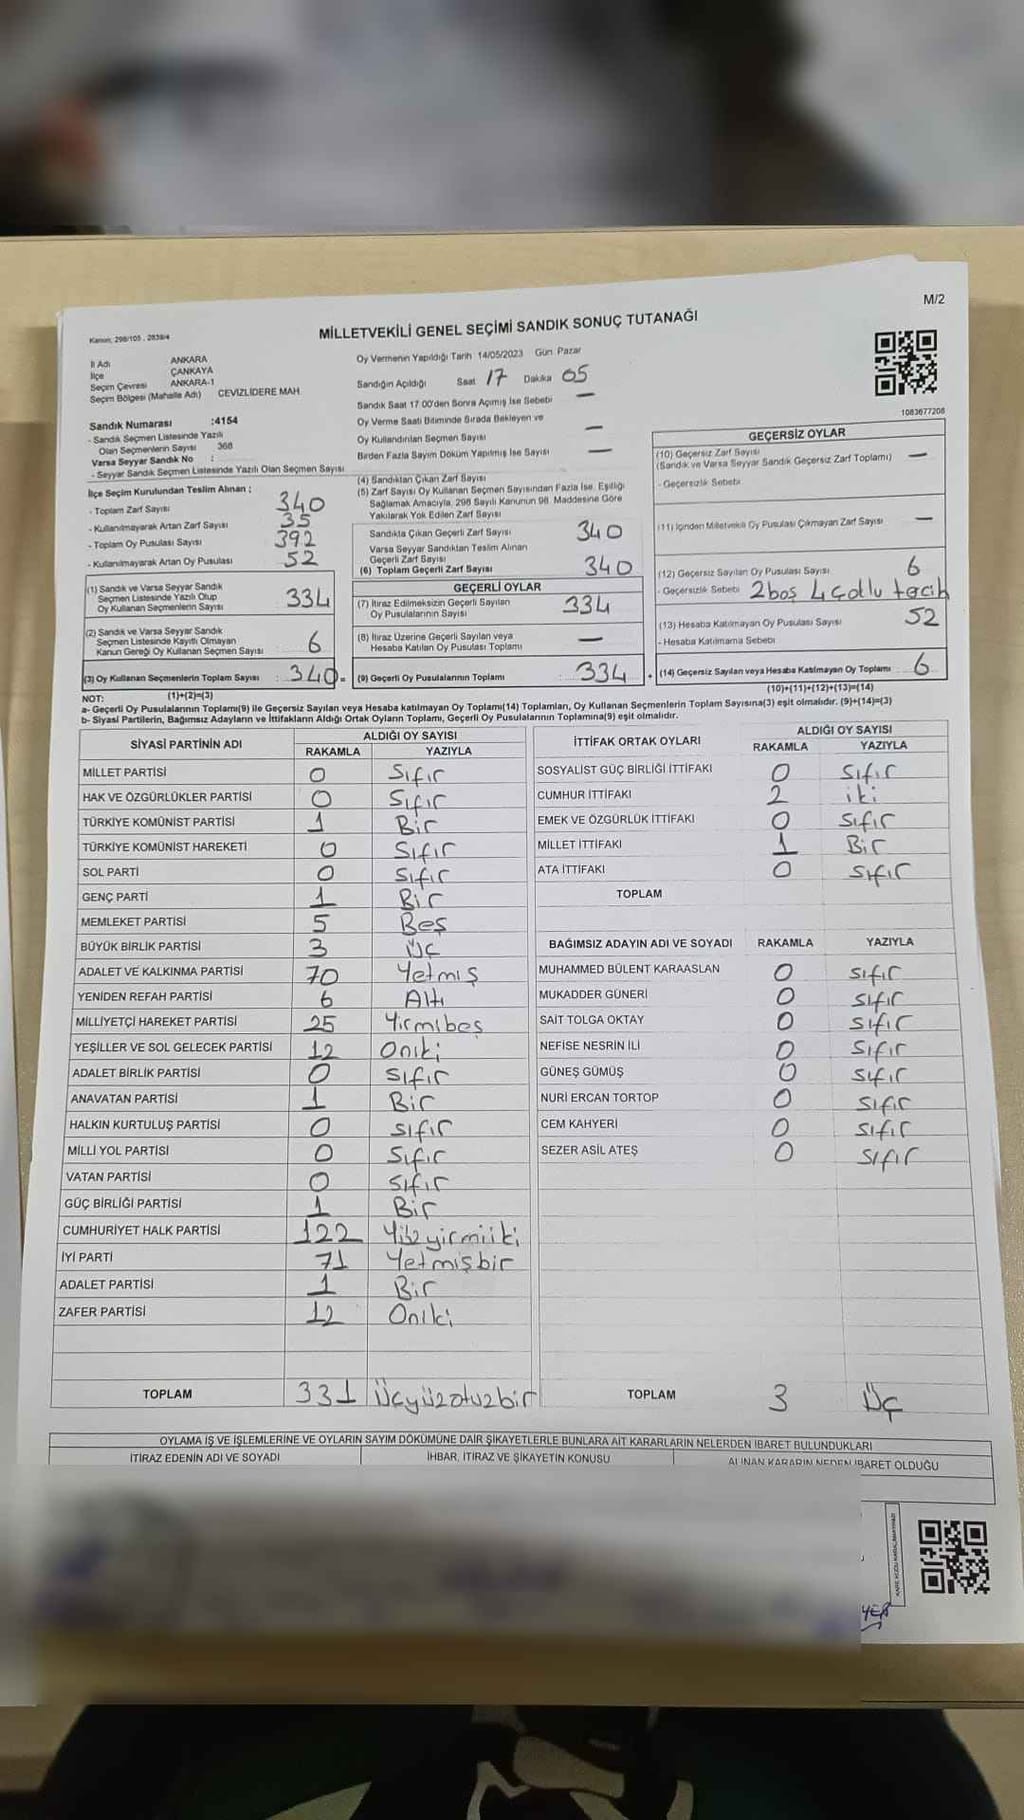 M/2
Kanun: 298/105 , 2839/4
MİLLETVEKİLİ GENEL SEÇİMİ SANDIK SONUÇ TUTANAĞI
İl Adı ANKARA
İlçe ÇANKAYA
Seçim Çevresi ANKARA-1
Seçim Bölgesi (Mahalle Adı) CEVİZLİDERE MAH
Sandık Numarası :4154
- Sandık Seçmen Listesinde Yazılı
Olan Seçmenlerin Sayısı 368
Varsa Seyyar Sandık No :
- Seyyar Sandık Seçmen Listesinde Yazılı Olan Seçmen Sayısı
Oy Vermenin Yapıldığı Tarih 14/05/2023 Gün Pazar
Sandığın Açıldığı Saat 17 Dakika 05
Sandık Saat 17:00'den Sonra Açımış İse Sebebi —
Oy Verme Saati Bitiminde Sırada Bekleyen ve
Oy Kullandırılan Seçmen Sayısı —
Birden Fazla Sayım Döküm Yapılmış İse Sayısı —
1083677208
İlçe Seçim Kurulundan Teslim Alınan ;
- Toplam Zarf Sayısı 340
- Kullanılmayarak Artan Zarf Sayısı 35
- Toplam Oy Pusulası Sayısı 392
- Kullanılmayarak Artan Oy Pusulası 52
(1) Sandık ve Varsa Seyyar Sandık
Seçmen Listesinde Yazılı Olup
Oy Kullanan Seçmenlerin Sayısı 334
(2) Sandık ve Varsa Seyyar Sandık
Seçmen Listesinde Kayıtlı Olmayan
Kanun Gereği Oy Kullanan Seçmen Sayısı 6
(3) Oy Kullanan Seçmenlerin Toplam Sayısı : 340 =
(4) Sandıktan Çıkan Zarf Sayısı
(5) Zarf Sayısı Oy Kullanan Seçmen Sayısından Fazla İse, Eşitliği
Sağlamak Amacıyla, 298 Sayılı Kanunun 98. Maddesine Göre
Yakılarak Yok Edilen Zarf Sayısı
Sandıkta Çıkan Geçerli Zarf Sayısı 340
Varsa Seyyar Sandıktan Teslim Alınan
Geçerli Zarf Sayısı
(6) Toplam Geçerli Zarf Sayısı 340
GEÇERLİ OYLAR
(7) İtiraz Edilmeksizin Geçerli Sayılan
Oy Pusulalarının Sayısı 334
(8) İtiraz Üzerine Geçerli Sayılan veya
Hesaba Katılan Oy Pusulası Toplamı —
(9) Geçerli Oy Pusulalarının Toplamı : 334 +
GEÇERSİZ OYLAR
(10) Geçersiz Zarf Sayısı
(Sandık ve Varsa Seyyar Sandık Geçersiz Zarf Toplamı) —
- Geçersizlik Sebebi
(11) İçinden Milletvekili Oy Pusulası Çıkmayan Zarf Sayısı —
(12) Geçersiz Sayılan Oy Pusulası Sayısı 6
- Geçersizlik Sebebi 2 boş 4 çoklu tercih
(13) Hesaba Katılmayan Oy Pusulası Sayısı 52
- Hesaba Katılmama Sebebi
(14) Geçersiz Sayılan veya Hesaba Katılmayan Oy Toplamı : 6
NOT: (1)+(2)=(3) (10)+(11)+(12)+(13)=(14)
a- Geçerli Oy Pusulalarının Toplamı(9) ile Geçersiz Sayılan veya Hesaba katılmayan Oy Toplamı(14) Toplamları, Oy Kullanan Seçmenlerin Toplam Sayısına(3) eşit olmalıdır. (9)+(14)=(3)
b- Siyasi Partilerin, Bağımsız Adayların ve İttifakların Aldığı Ortak Oyların Toplamı, Geçerli Oy Pusulalarının Toplamına(9) eşit olmalıdır.
SİYASİ PARTİNİN ADI ALDIĞI OY SAYISI
RAKAMLA YAZIYLA
MİLLET PARTİSİ 0 Sıfır
HAK VE ÖZGÜRLÜKLER PARTİSİ 0 Sıfır
TÜRKİYE KOMÜNİST PARTİSİ 1 Bir
TÜRKİYE KOMÜNİST HAREKETİ 0 Sıfır
SOL PARTİ 0 Sıfır
GENÇ PARTİ 1 Bir
MEMLEKET PARTİSİ 5 Beş
BÜYÜK BİRLİK PARTİSİ 3 Üç
ADALET VE KALKINMA PARTİSİ 70 Yetmiş
YENİDEN REFAH PARTİSİ 6 Altı
MİLLİYETÇİ HAREKET PARTİSİ 25 Yirmibeş
YEŞİLLER VE SOL GELECEK PARTİSİ 12 Oniki
ADALET BİRLİK PARTİSİ 0 Sıfır
ANAVATAN PARTİSİ 1 Bir
HALKIN KURTULUŞ PARTİSİ 0 Sıfır
MİLLİ YOL PARTİSİ 0 Sıfır
VATAN PARTİSİ 0 Sıfır
GÜÇ BİRLİĞİ PARTİSİ 1 Bir
CUMHURİYET HALK PARTİSİ 122 Yüzyirmiiki
İYİ PARTİ 71 Yetmişbir
ADALET PARTİSİ 1 Bir
ZAFER PARTİSİ 12 Oniki
TOPLAM 331 Üçyüzotuzbir
İTTİFAK ORTAK OYLARI ALDIĞI OY SAYISI
RAKAMLA YAZIYLA
SOSYALİST GÜÇ BİRLİĞİ İTTİFAKI 0 Sıfır
CUMHUR İTTİFAKI 2 iki
EMEK VE ÖZGÜRLÜK İTTİFAKI 0 Sıfır
MİLLET İTTİFAKI 1 Bir
ATA İTTİFAKI 0 Sıfır
TOPLAM
BAĞIMSIZ ADAYIN ADI VE SOYADI RAKAMLA YAZIYLA
MUHAMMED BÜLENT KARAASLAN 0 sıfır
MUKADDER GÜNERİ 0 sıfır
SAİT TOLGA OKTAY 0 sıfır
NEFİSE NESRİN İLİ 0 sıfır
GÜNEŞ GÜMÜŞ 0 sıfır
NURİ ERCAN TORTOP 0 sıfır
CEM KAHYERİ 0 sıfır
SEZER ASİL ATEŞ 0 sıfır
TOPLAM 3 Üç
OYLAMA İŞ VE İŞLEMLERİNE VE OYLARIN SAYIM DÖKÜMÜNE DAİR ŞİKAYETLERLE BUNLARA AİT KARARLARIN NELERDEN İBARET BULUNDUKLARI
İTİRAZ EDENİN ADI VE SOYADI İHBAR, İTİRAZ VE ŞİKAYETİN KONUSU ALINAN KARARIN NEDEN İBARET OLDUĞU